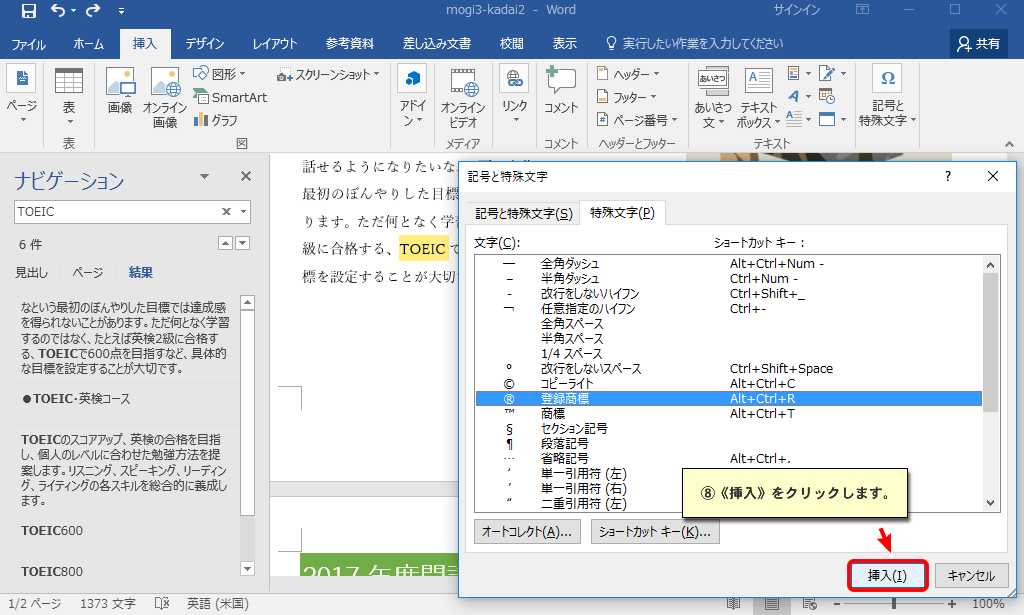 mogi3-kadai2 - Word
サインイン
ファイル ホーム 挿入 デザイン レイアウト 参考資料 差し込み文書 校閲 表示 実行したい作業を入力してください 共有
ページ
表
表
画像
オンライン
画像
図形
SmartArt
グラフ
スクリーンショット
図
アドイ
ン
オンライン
ビデオ
メディア
リンク
コメント
コメント
ヘッダー
フッター
ページ番号
ヘッダーとフッター
あいさつ
あいさつ
文
テキスト
ボックス
テキスト
Ω
記号と
特殊文字
ナビゲーション
TOEIC
6 件
見出し ページ 結果
なという最初のぼんやりした目標では達成感
を得られないことがあります。ただ何となく学習
するのではなく、たとえば英検2級に合格す
る、TOEICで600点を目指すなど、具体的
な目標を設定することが大切です。
●TOEIC・英検コース
TOEICのスコアアップ、英検の合格を目指
し、個人のレベルに合わせた勉強方法を提
案します。リスニング、スピーキング、リーディン
グ、ライティングの各スキルを総合的に養成し
ます。
TOEIC600
TOEIC800
話せるようになりたいな
最初のぼんやりした目標
ります。ただ何となく学習
級に合格する、TOEIC で
標を設定することが大切
2017 年度開講
記号と特殊文字
? ×
記号と特殊文字(S) 特殊文字(P)
文字(C): ショートカット キー：
— 全角ダッシュ Alt+Ctrl+Num -
– 半角ダッシュ Ctrl+Num -
- 改行をしないハイフン Ctrl+Shift+_
¬ 任意指定のハイフン Ctrl+-
全角スペース
半角スペース
1/4 スペース
° 改行をしないスペース Ctrl+Shift+Space
© コピーライト Alt+Ctrl+C
® 登録商標 Alt+Ctrl+R
™ 商標 Alt+Ctrl+T
§ セクション記号
¶ 段落記号
… 省略記号 Alt+Ctrl+.
‘ 単一引用符 (左)
’ 単一引用符 (右)
“ 二重引用符 (左)
⑧《挿入》をクリックします。
オートコレクト(A)... ショートカット キー(K)...
挿入(I) キャンセル
1/2 ページ 1373 文字 英語 (米国) 100%